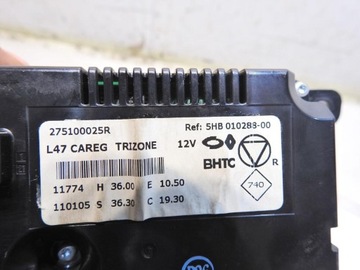 275100025R Ref: 5HB 010288-00
L47 CAREG TRIZONE 12V
BHTC
R
11774 H 36.00 E 10.50
740
110105 S 36.30 C 19.30